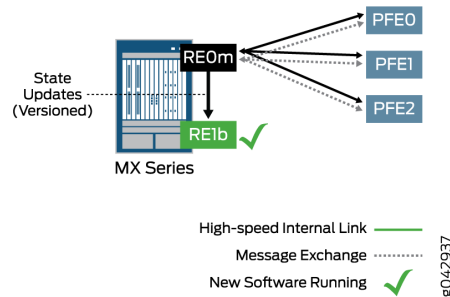 PFE0
RE0m
PFE1
State
Updates
(Versioned)
PFE2
RE1b
MX Series
High-speed Internal Link
Message Exchange
New Software Running
g042937